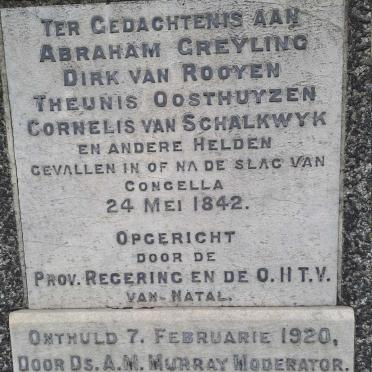 TER GEDACHTENIS AAN
ABRAHAM GREYLING
DIRK VAN ROOYEN
THEUNIS OOSTHUYZEN
CORNELIS VAN SCHALKWYK
EN ANDERE HELDEN
GEVALLEN IN OF NA DE SLAG VAN
CONGELLA
24 MEI 1842.
OPGERICHT
DOOR DE
PROV. REGERING EN DE O.H T.V.
VAN NATAL.
ONTHULD 7. FEBRUARIE 1920,
DOOR DS. A.M. MURRAY MODERATOR.